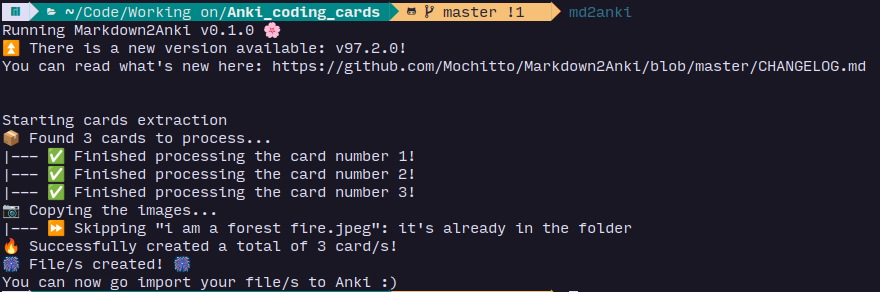 ~/Code/Working on/Anki_coding_cards master !1 md2anki
Running Markdown2Anki v0.1.0 🌸
⏫ There is a new version available: v97.2.0!
You can read what's new here: https://github.com/Mochitto/Markdown2Anki/blob/master/CHANGELOG.md
Starting cards extraction
📦 Found 3 cards to process...
|--- ✅ Finished processing the card number 1!
|--- ✅ Finished processing the card number 2!
|--- ✅ Finished processing the card number 3!
📷 Copying the images...
|--- ⏩ Skipping "i am a forest fire.jpeg": it's already in the folder
🔥 Successfully created a total of 3 card/s!
🎆 File/s created! 🎆
You can now go import your file/s to Anki :)